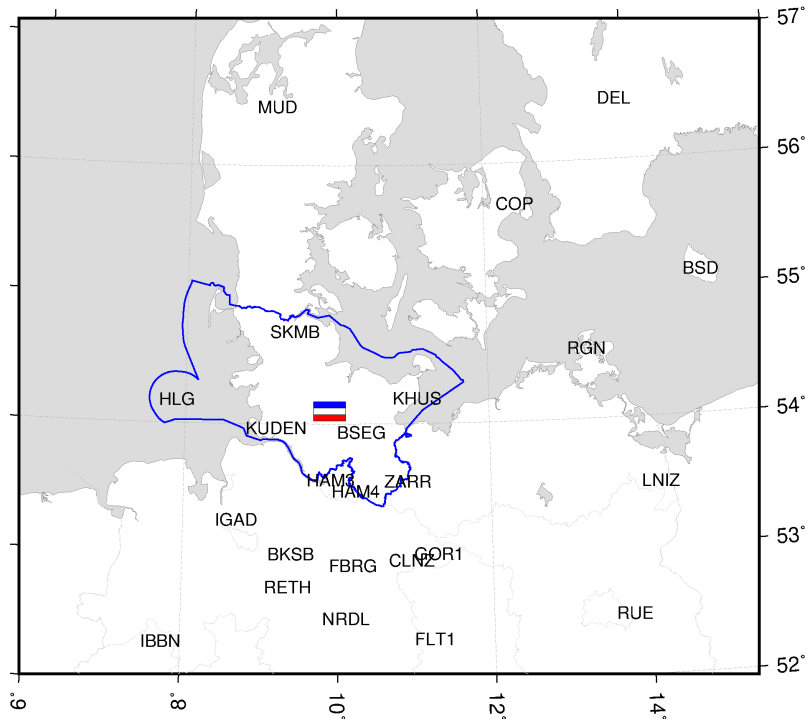 57°
MUD
DEL
56°
COP
BSD
55°
SKMB
RGN
HLG
KHUS
54°
KUDEN
BSEG
HAM3
ZARR
LNIZ
HAM4
IGAD
53°
BKSB
COR1
CLNZ
FBRG
RETH
NRDL
RUE
IBBN
FLT1
52°
6°
8°
10°
12°
14°